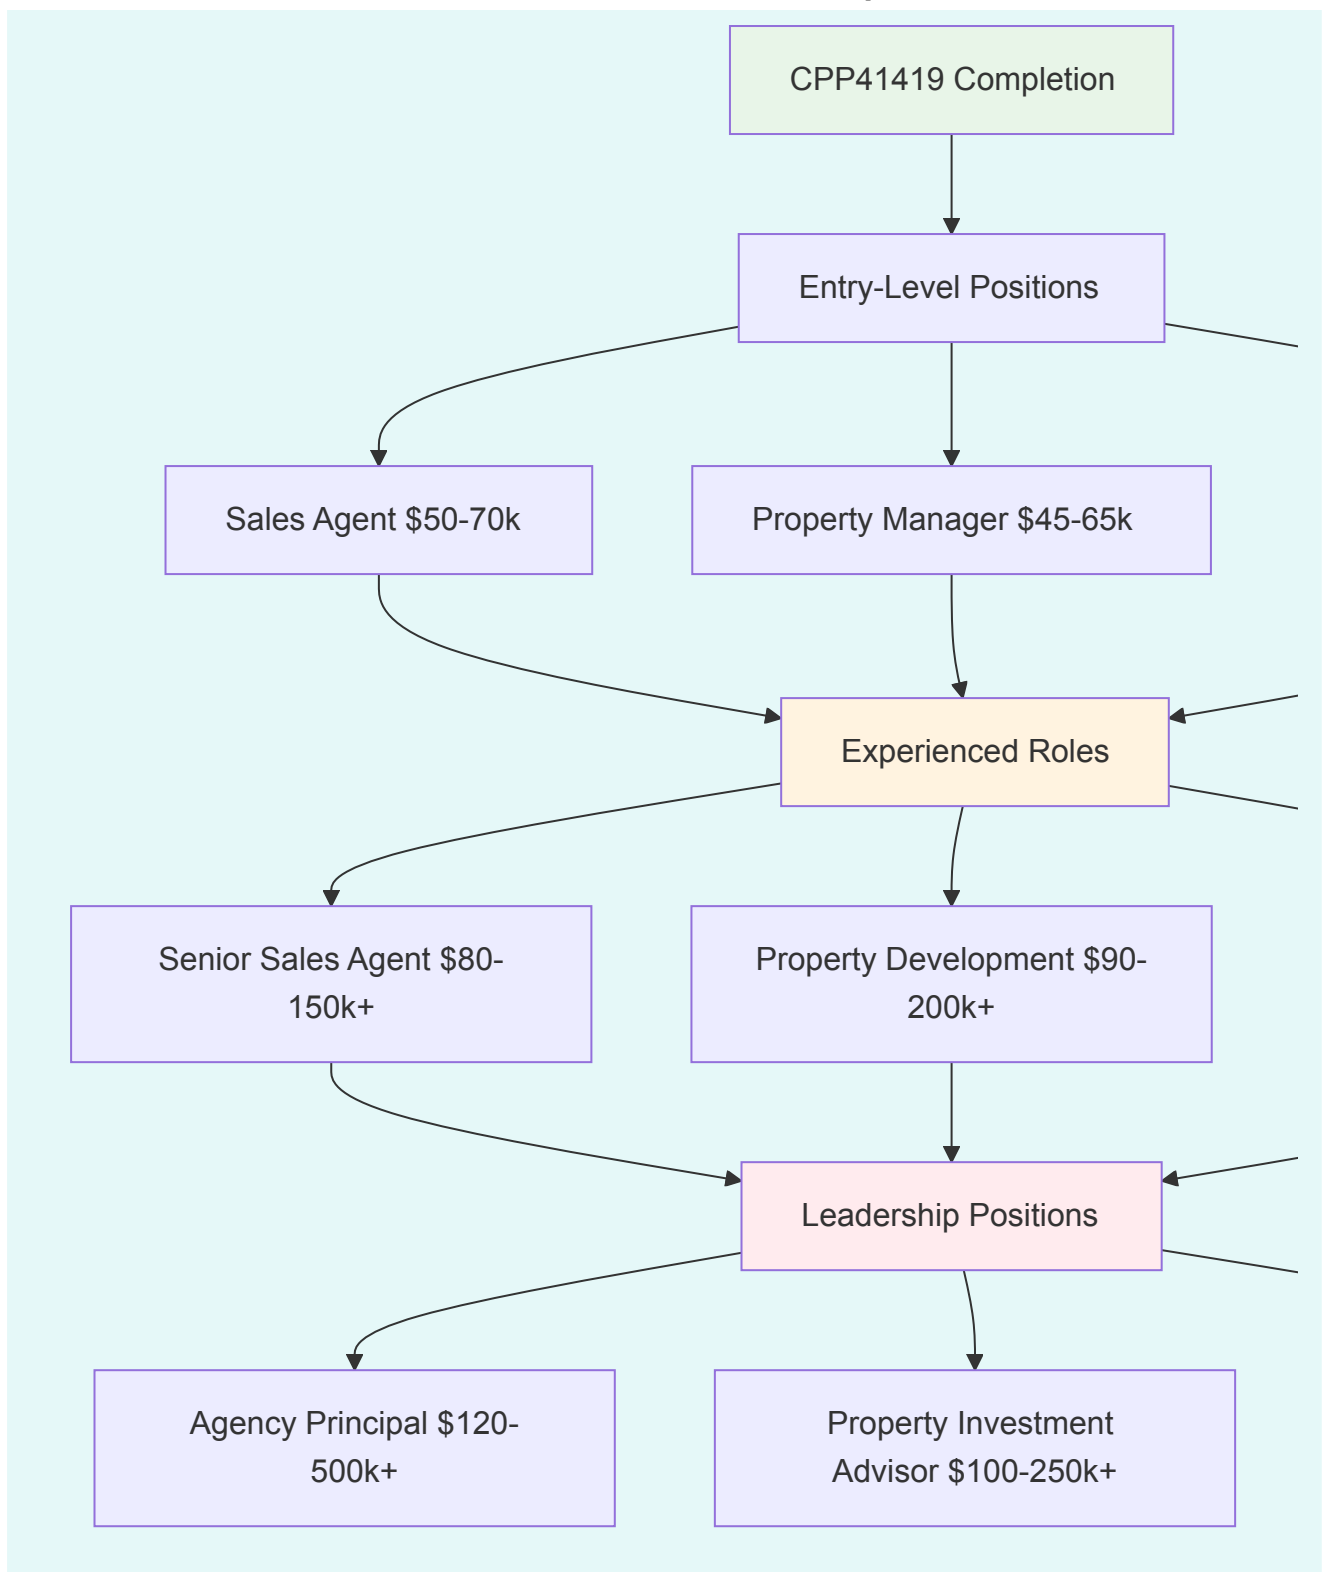 CPP41419 Completion
Entry-Level Positions
Sales Agent $50-70k
Property Manager $45-65k
Experienced Roles
Senior Sales Agent $80-
150k+
Property Development $90-
200k+
Leadership Positions
Agency Principal $120-
500k+
Property Investment
Advisor $100-250k+